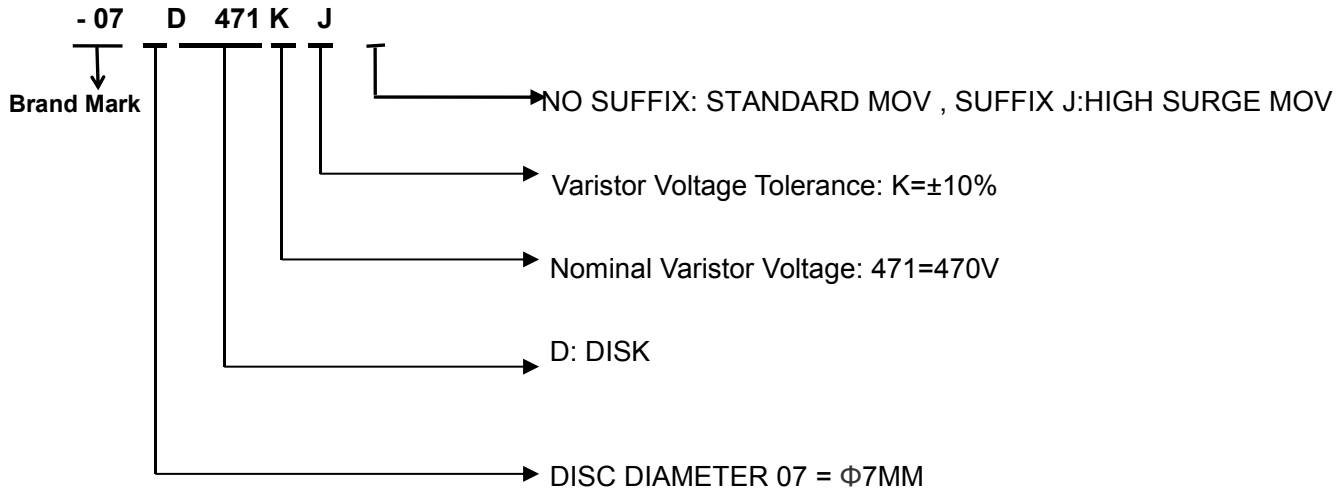 - 07 D 471 K J
Brand Mark
NO SUFFIX: STANDARD MOV , SUFFIX J:HIGH SURGE MOV
Varistor Voltage Tolerance: K=±10%
Nominal Varistor Voltage: 471=470V
D: DISK
DISC DIAMETER 07 = Φ7MM